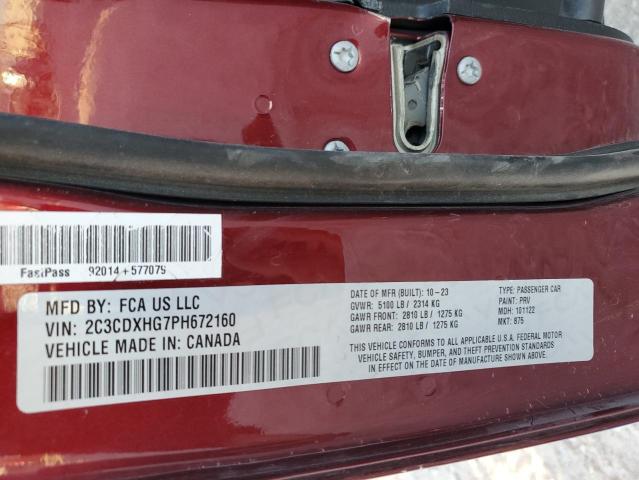 FastPass 92014+577079
MFD BY: FCA US LLC
VIN: 2C3CDXHG7PH672160
VEHICLE MADE IN: CANADA
DATE OF MFR (BUILT): 10-23
GVWR: 5100 LB / 2314 KG
GAWR FRONT: 2810 LB / 1275 KG
GAWR REAR: 2810 LB / 1275 KG
TYPE: PASSENGER CAR
PAINT: PRV
MDH: 101122
MKT: 875
THIS VEHICLE CONFORMS TO ALL APPLICABLE U.S.A. FEDERAL MOTOR
VEHICLE SAFETY, BUMPER, AND THEFT PREVENTION STANDARDS
IN EFFECT ON THE DATE OF MANUFACTURE SHOWN ABOVE.